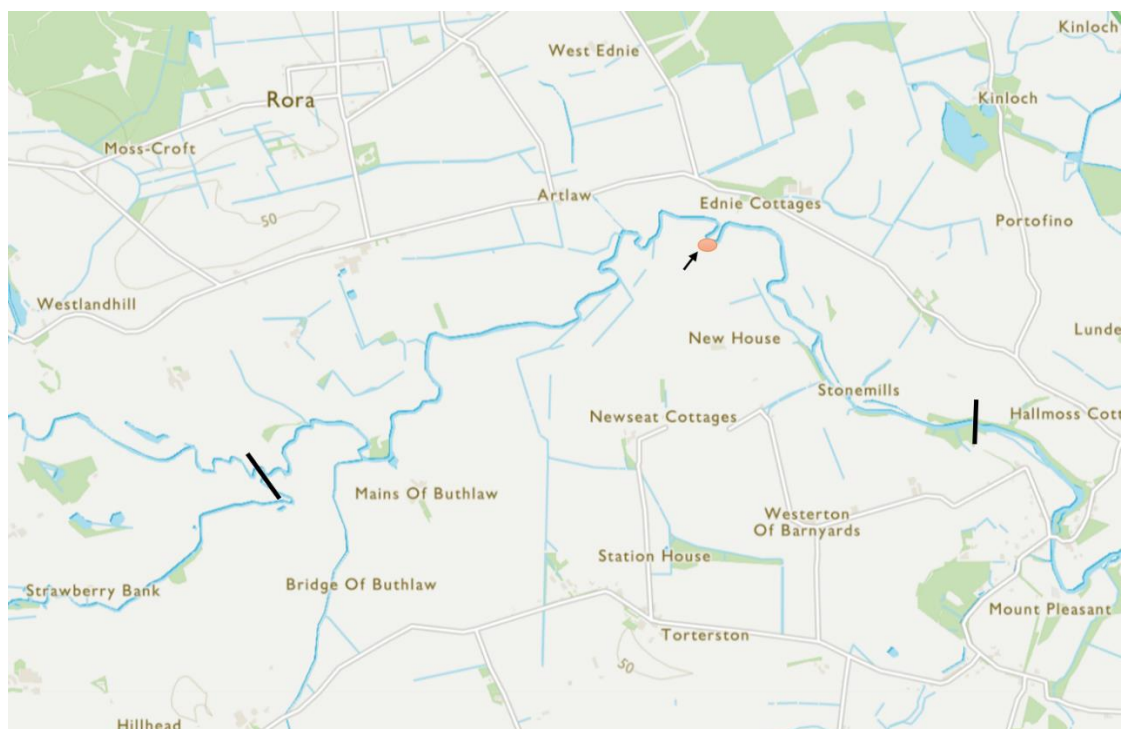 Kinloch
West Ednie
Rora
Kinloch
Moss-Croft
Artlaw
Ednie Cottages
50
Portofino
Westlandhill
Lunde
New House
Stonemills
Newseat Cottages
Hallmoss Cott
Mains Of Buthlaw
Westerton
Of Barnyards
Station House
Strawberry Bank
Bridge Of Buthlaw
Mount Pleasant
Torterston
50
Hillhead